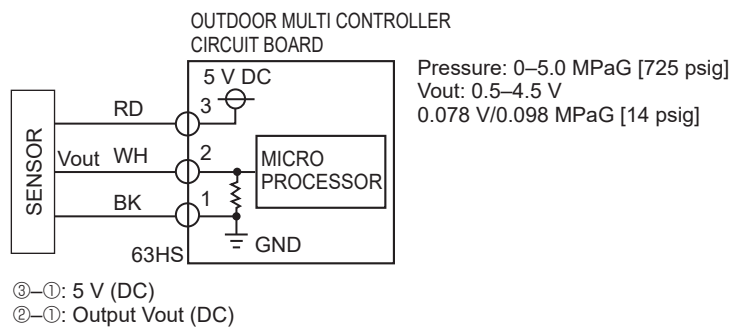 OUTDOOR MULTI CONTROLLER
CIRCUIT BOARD
Pressure: 0–5.0 MPaG [725 psig]
Vout: 0.5–4.5 V
0.078 V/0.098 MPaG [14 psig]
5 V DC
SENSOR
RD
3
Vout WH
2
MICRO
PROCESSOR
BK
1
GND
63HS
③–①: 5 V (DC)
②–①: Output Vout (DC)